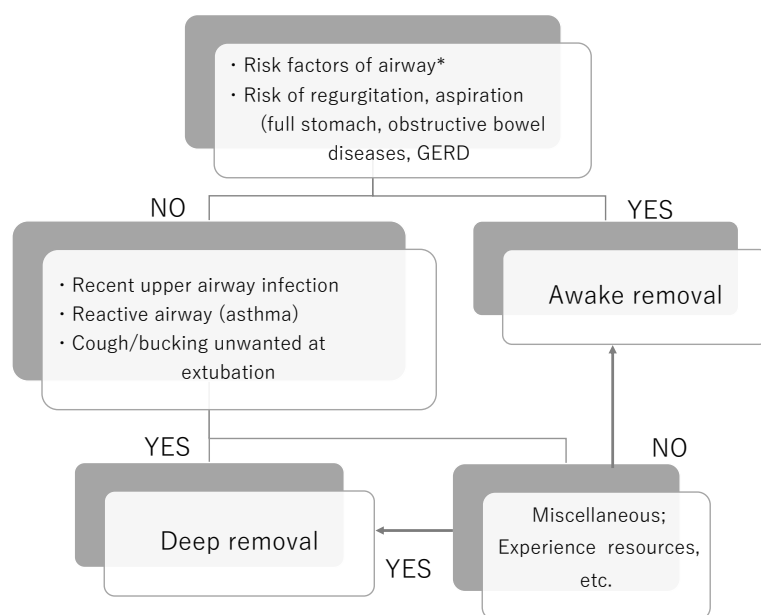 ・Risk factors of airway*
・Risk of regurgitation, aspiration
(full stomach, obstructive bowel
diseases, GERD
NO
YES
・Recent upper airway infection
・Reactive airway (asthma)
・Cough/bucking unwanted at
extubation
Awake removal
YES
NO
Deep removal
YES
Miscellaneous;
Experience resources,
etc.